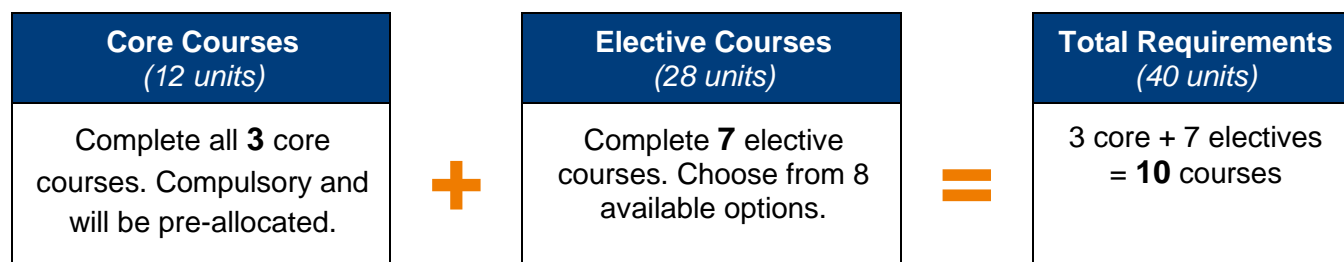 Core Courses
(12 units)
Complete all 3 core
courses. Compulsory and
will be pre-allocated.
+
Elective Courses
(28 units)
Complete 7 elective
courses. Choose from 8
available options.
=
Total Requirements
(40 units)
3 core + 7 electives
= 10 courses